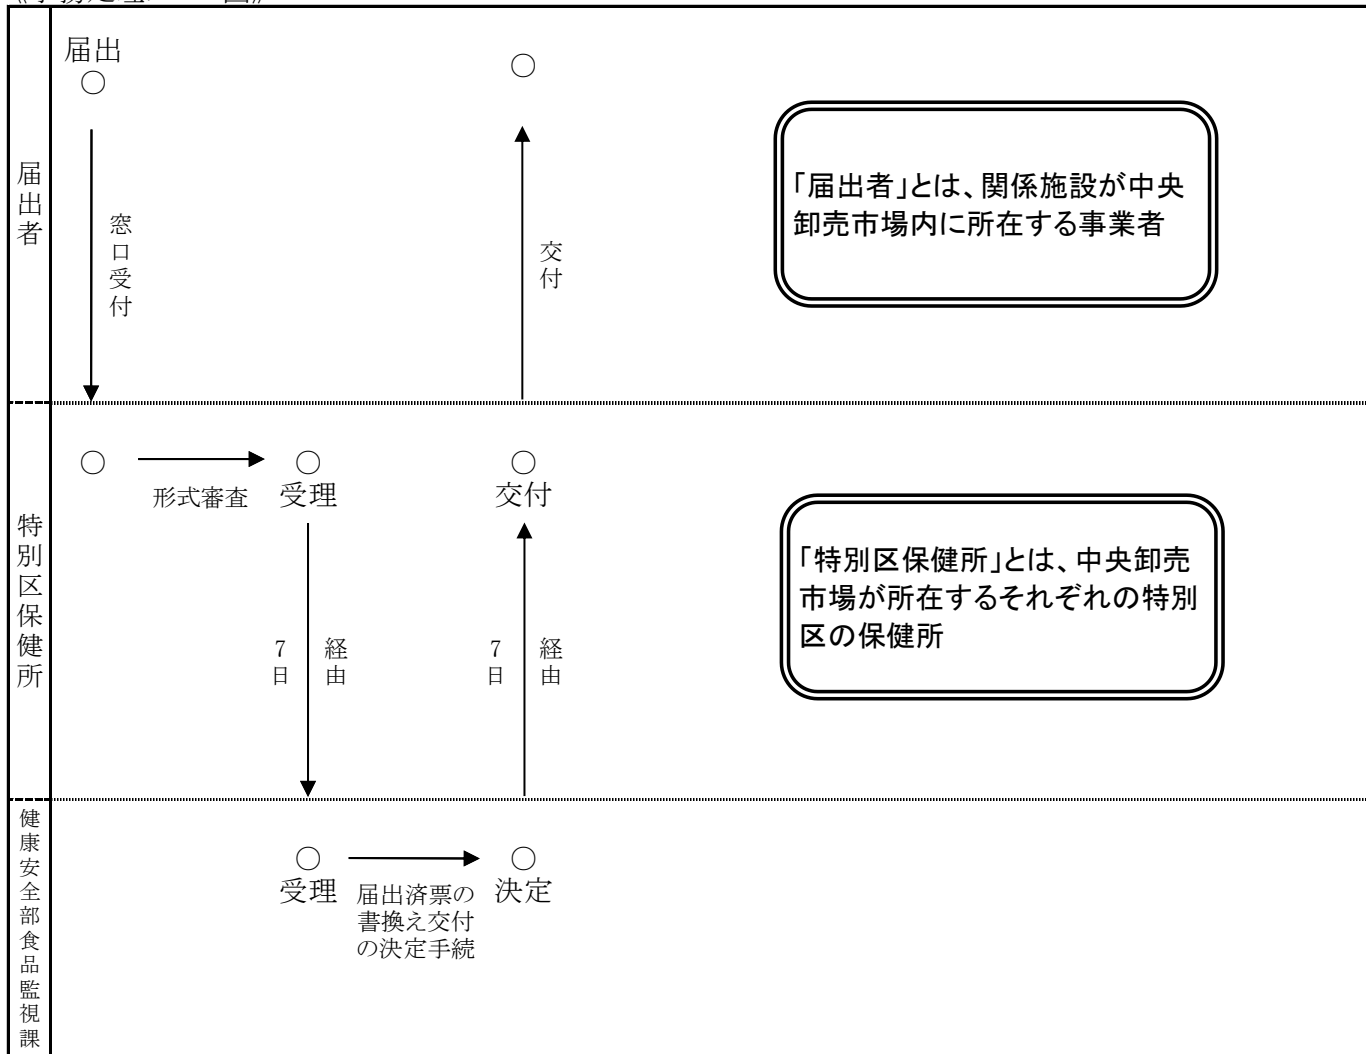 届出者
届出
窓口受付
交付
「届出者」とは、関係施設が中央
卸売市場内に所在する事業者
特別区保健所
形式審査
受理
交付
7日
経由
7日
経由
「特別区保健所」とは、中央卸売
市場が所在するそれぞれの特別
区の保健所
健康安全部食品監視課
受理
届出済票の
書換え交付
の決定手続
決定